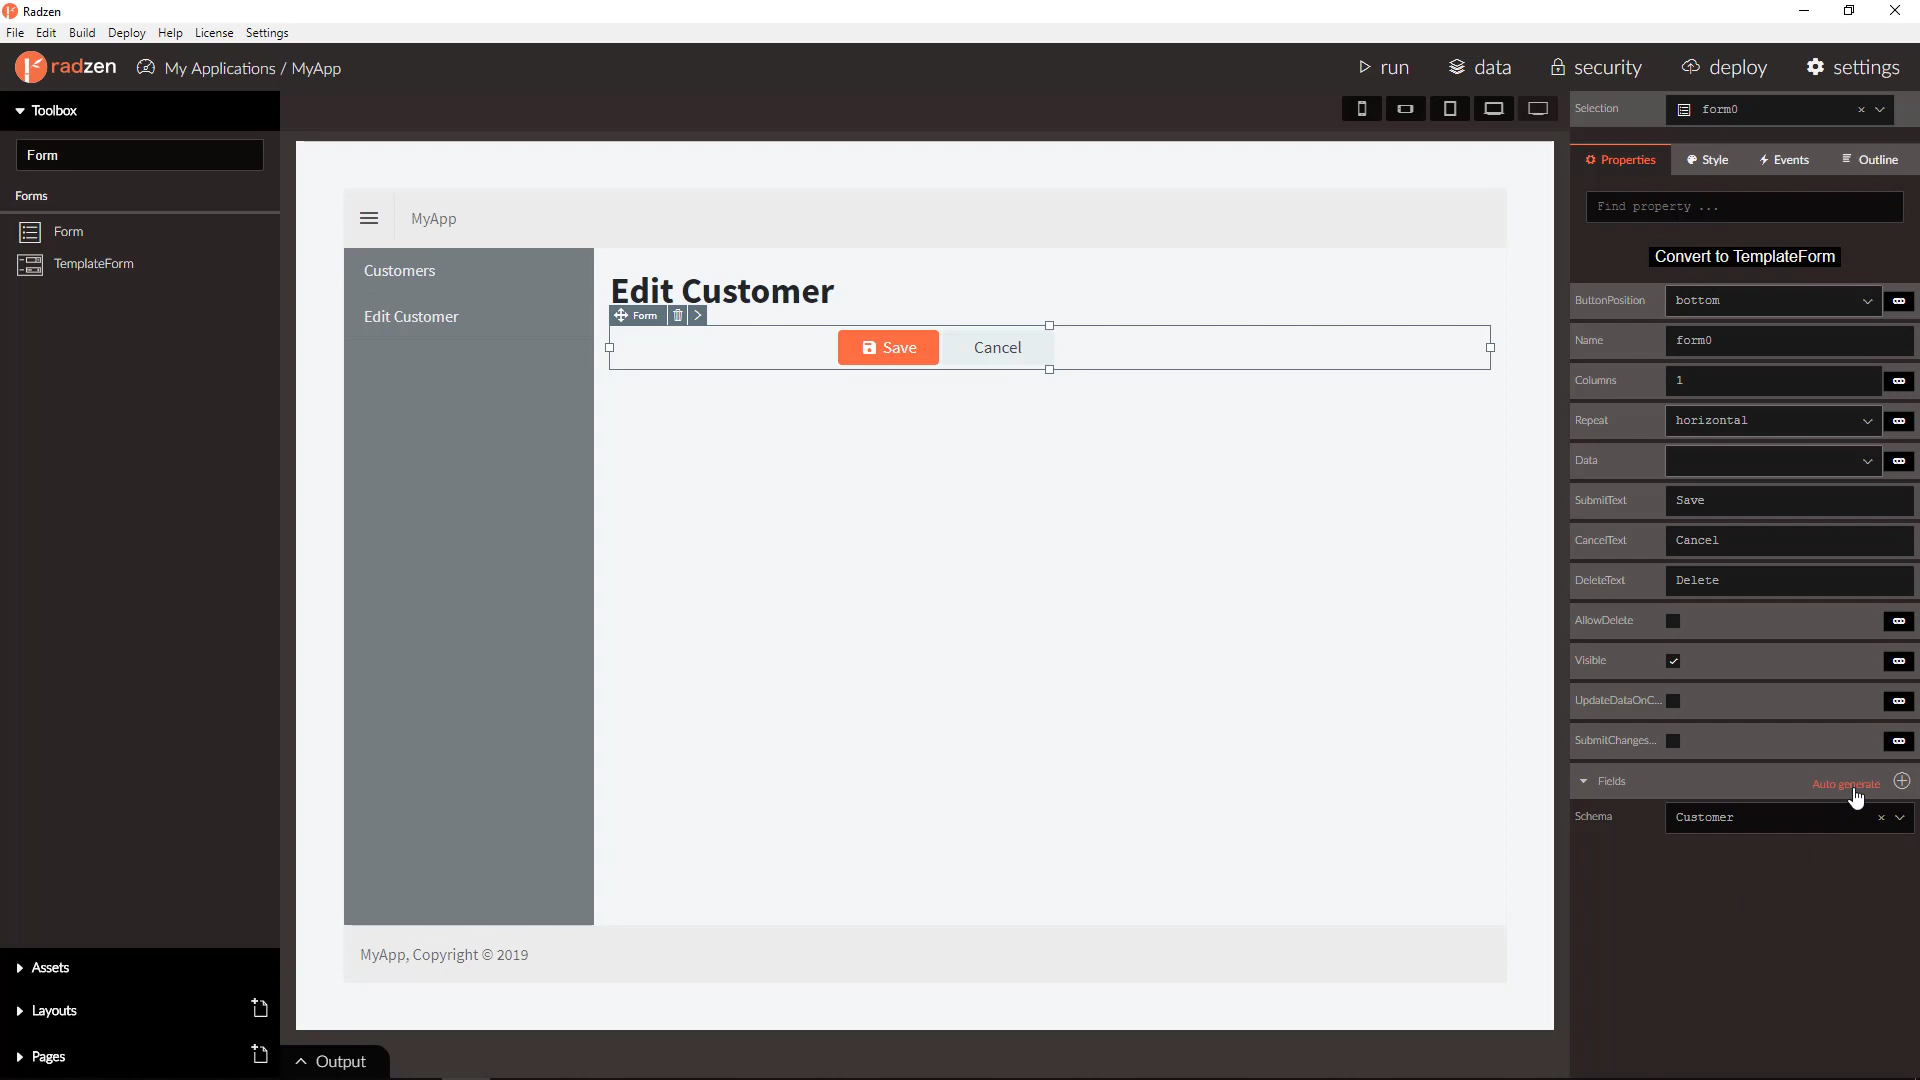 Radzen
File Edit Build Deploy Help License Settings
radzen My Applications / MyApp run data security deploy settings
Toolbox
Form
Forms
Form
TemplateForm
Assets
Layouts
Pages
MyApp
Customers
Edit Customer
Edit Customer
Form
Save Cancel
MyApp, Copyright © 2019
Output
Selection form0
Properties Style Events Outline
Find property ...
Convert to TemplateForm
ButtonPosition bottom
Name form0
Columns 1
Repeat horizontal
Data
SubmitText Save
CancelText Cancel
DeleteText Delete
AllowDelete
Visible
UpdateDataOnC...
SubmitChanges...
Fields Auto generate
Schema Customer